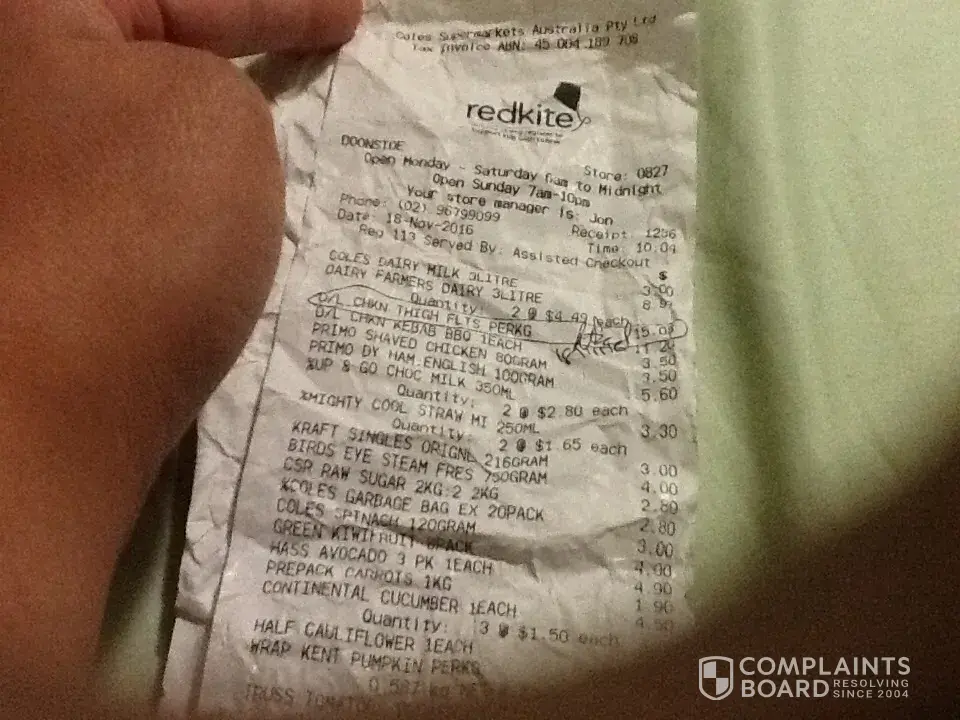 Coles Supermarkets Australia Pty Ltd
Tax Invoice ABN: 45 004 189 708
redkite
DOONSIDE Store: 0827
Open Monday - Saturday 6am to Midnight
Open Sunday 7am-10pm
Your store manager is: Jon
Phone: (02) 96799099 Receipt: 1256
Date: 18-Nov-2016 Time: 10:04
Reg 113 Served By: Assisted Checkout
$
COLES DAIRY MILK 3LITRE 3.00
DAIRY FARMERS DAIRY 3LITRE 8.97
Quantity: 2 @ $4.49 each
D/L CHKN THIGH FLTS PERKG 15.03
D/L CHKN KEBAB BBQ 1EACH 11.20
PRIMO SHAVED CHICKEN 80GRAM 3.50
PRIMO DY HAM:ENGLISH 100GRAM 3.50
%UP & GO CHOC MILK 350ML 5.60
Quantity: 2 @ $2.80 each
%MIGHTY COOL STRAW MI 250ML 3.30
Quantity: 2 @ $1.65 each
KRAFT SINGLES ORIGNL 216GRAM 3.00
BIRDS EYE STEAM FRES 750GRAM 4.00
CSR RAW SUGAR 2KG:2 2KG 2.80
%COLES GARBAGE BAG EX 20PACK 2.80
COLES SPINACH 120GRAM 3.00
GREEN KIWIFRUIT 8PACK 4.00
HASS AVOCADO 3 PK 1EACH 4.90
PREPACK CARROTS 1KG 1.90
CONTINENTAL CUCUMBER 1EACH 4.50
Quantity: 3 @ $1.50 each
HALF CAULIFLOWER 1EACH
WRAP KENT PUMPKIN PERKG
COMPLAINTS
BOARD RESOLVING
SINCE 2004